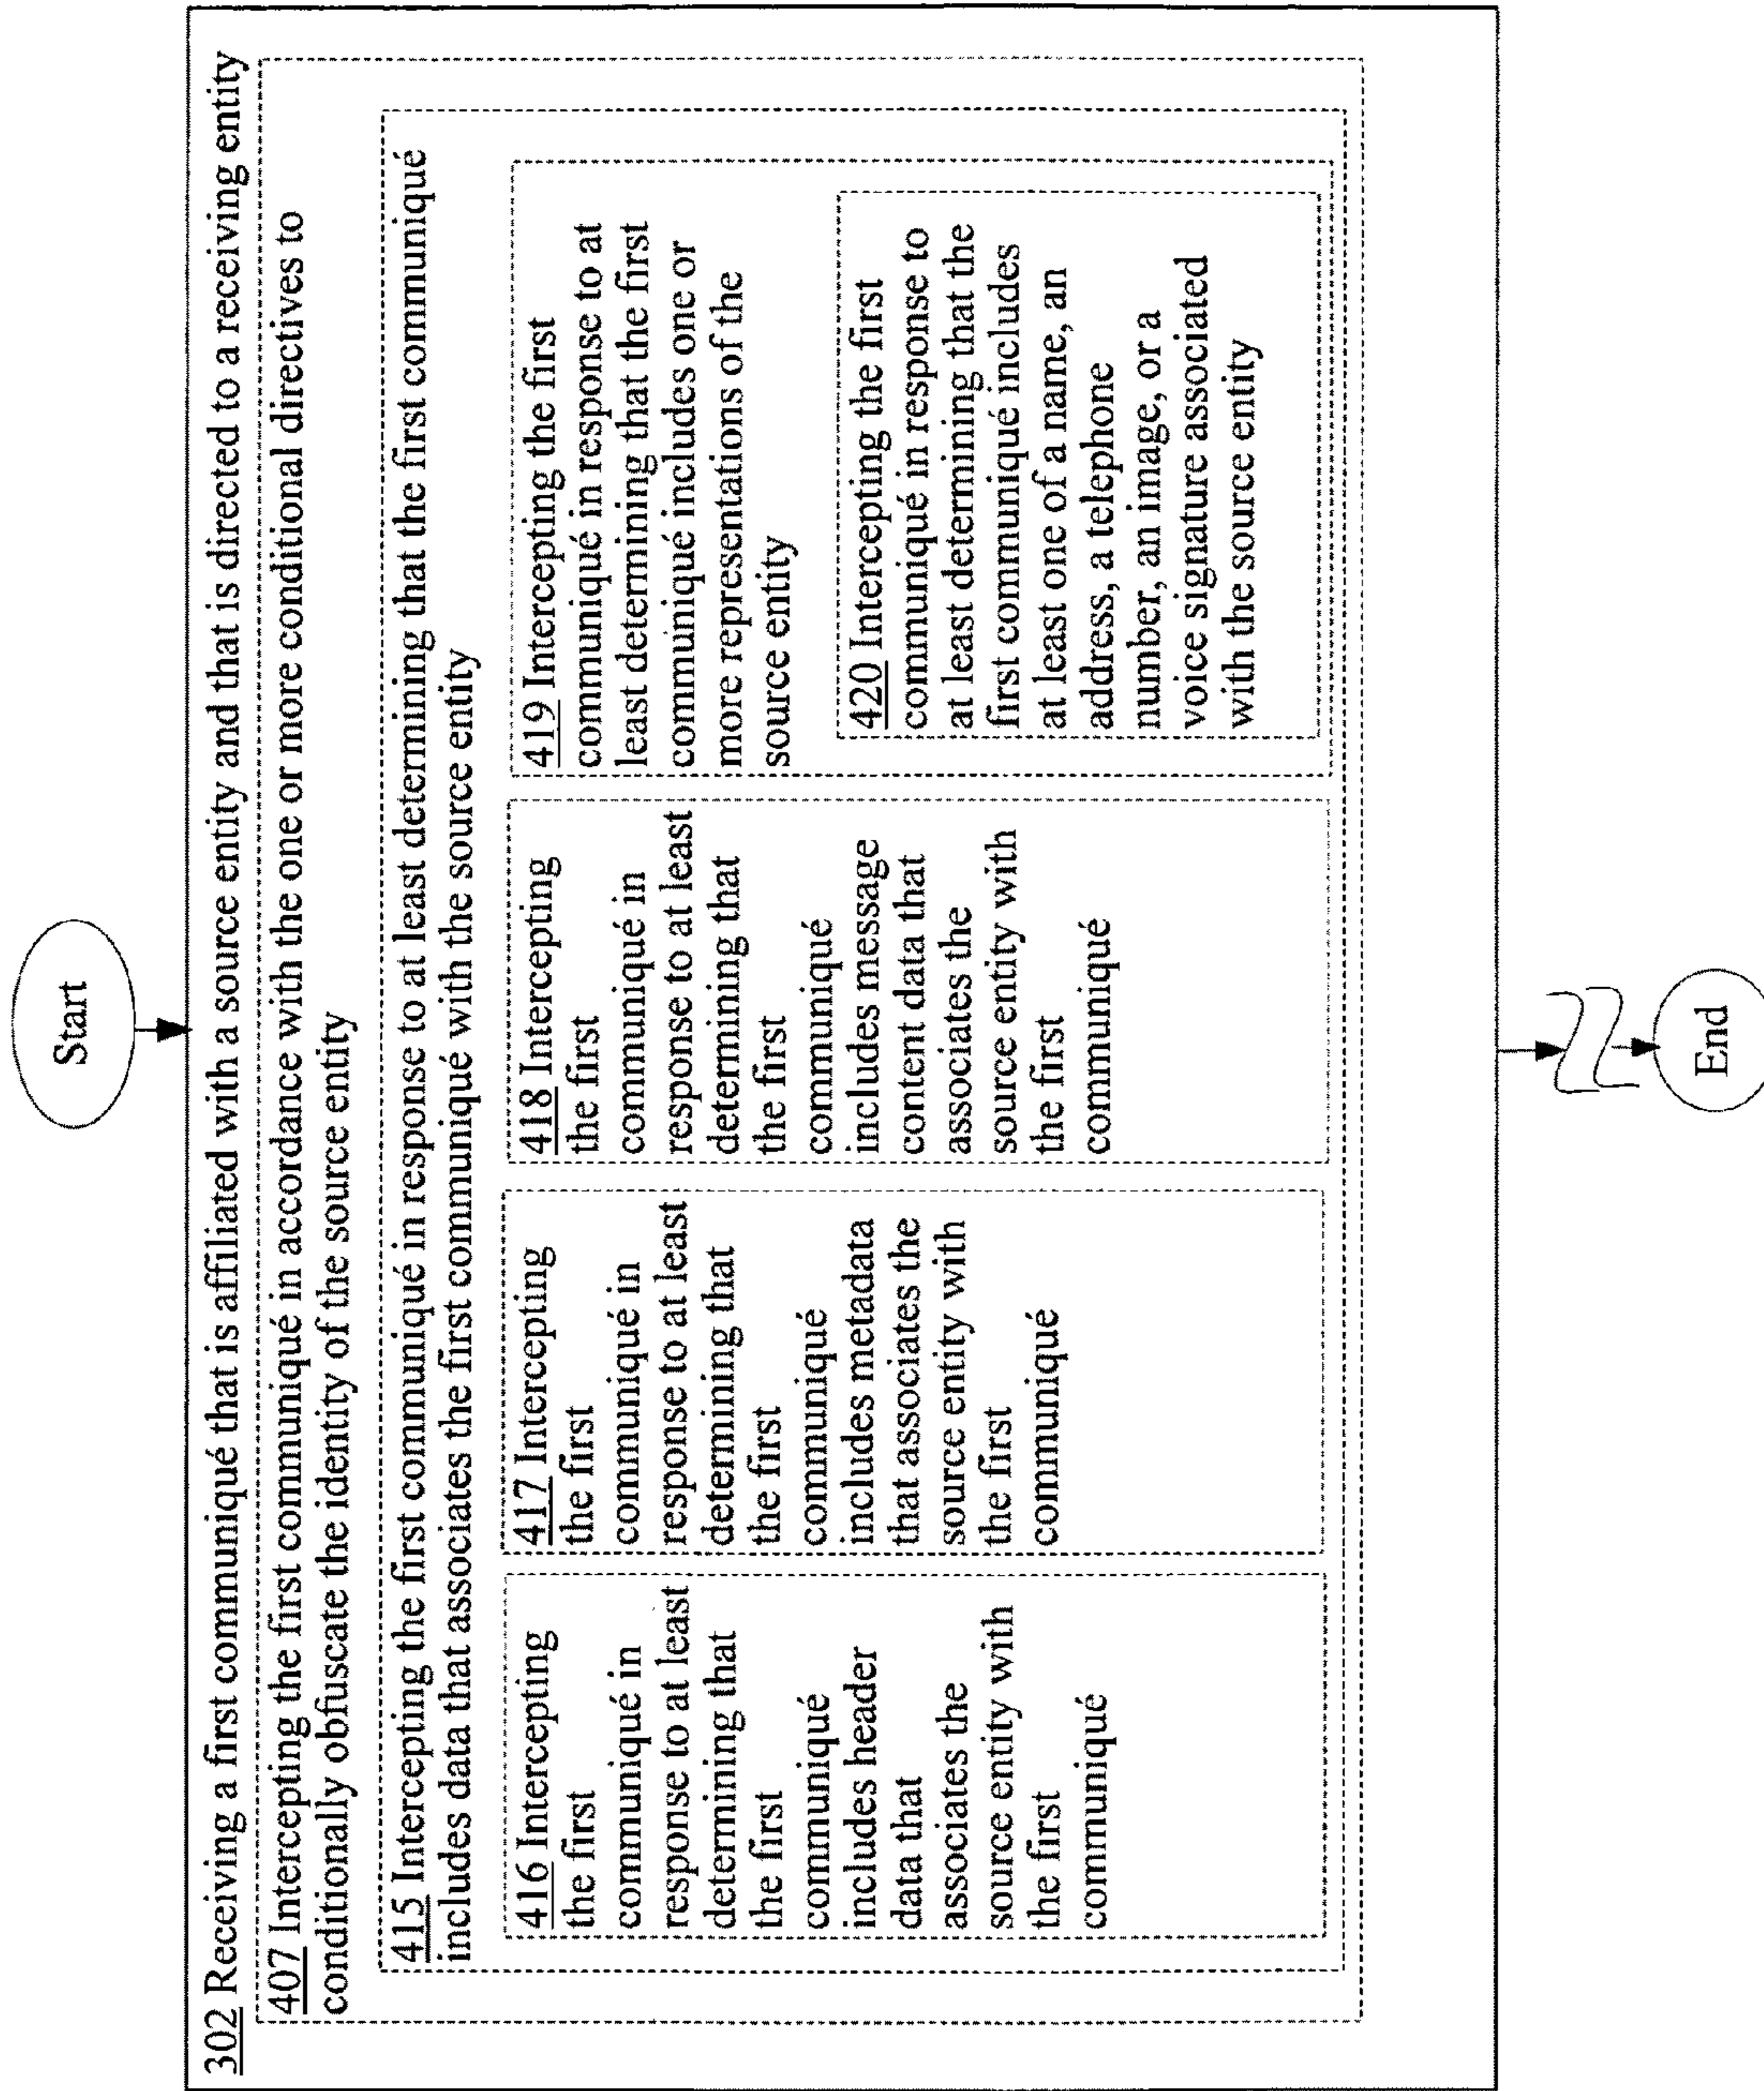 Start
302 Receiving a first communiqué that is affiliated with a source entity and that is directed to a receiving entity
407 Intercepting the first communiqué in accordance with the one or more conditional directives to
conditionally obfuscate the identity of the source entity
415 Intercepting the first communiqué in response to at least determining that the first communiqué
includes data that associates the first communiqué with the source entity
416 Intercepting
the first
communiqué in
response to at least
determining that
the first
communiqué
includes header
data that
associates the
source entity with
the first
communiqué
417 Intercepting
the first
communiqué in
response to at least
determining that
the first
communiqué
includes metadata
that associates the
source entity with
the first
communiqué
418 Intercepting
the first
communiqué in
response to at least
determining that
the first
communiqué
includes message
content data that
associates the
source entity with
the first
communiqué
419 Intercepting the first
communiqué in response to at
least determining that the first
communiqué includes one or
more representations of the
source entity
420 Intercepting the first
communiqué in response to
at least determining that the
first communiqué includes
at least one of a name, an
address, a telephone
number, an image, or a
voice signature associated
with the source entity
End